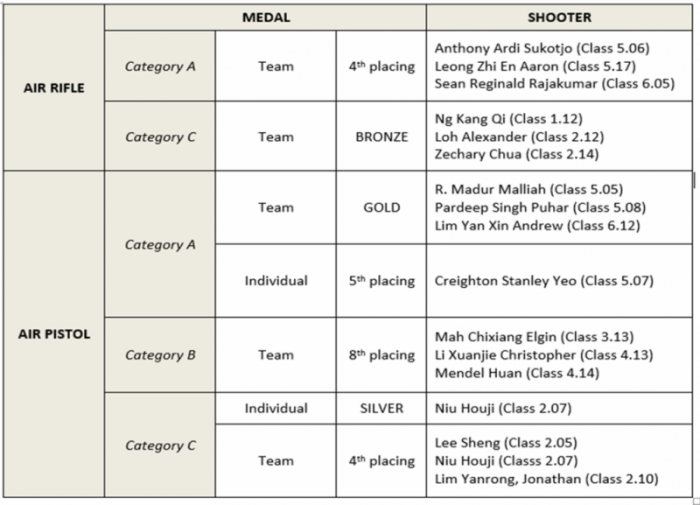 MEDAL SHOOTER
AIR RIFLE
Category A
Team
4th placing
Anthony Ardi Sukotjo (Class 5.06)
Leong Zhi En Aaron (Class 5.17)
Sean Reginald Rajakumar (Class 6.05)
Category C
Team
BRONZE
Ng Kang Qi (Class 1.12)
Loh Alexander (Class 2.12)
Zechary Chua (Class 2.14)
AIR PISTOL
Category A
Team
GOLD
R. Madur Malliah (Class 5.05)
Pardeep Singh Puhar (Class 5.08)
Lim Yan Xin Andrew (Class 6.12)
Individual
5th placing
Creighton Stanley Yeo (Class 5.07)
Category B
Team
8th placing
Mah Chixiang Elgin (Class 3.13)
Li Xuanjie Christopher (Class 4.13)
Mendel Huan (Class 4.14)
Category C
Individual
SILVER
Niu Houji (Class 2.07)
Team
4th placing
Lee Sheng (Classs 2.05)
Niu Houji (Classs 2.07)
Lim Yanrong, Jonathan (Classs 2.10)